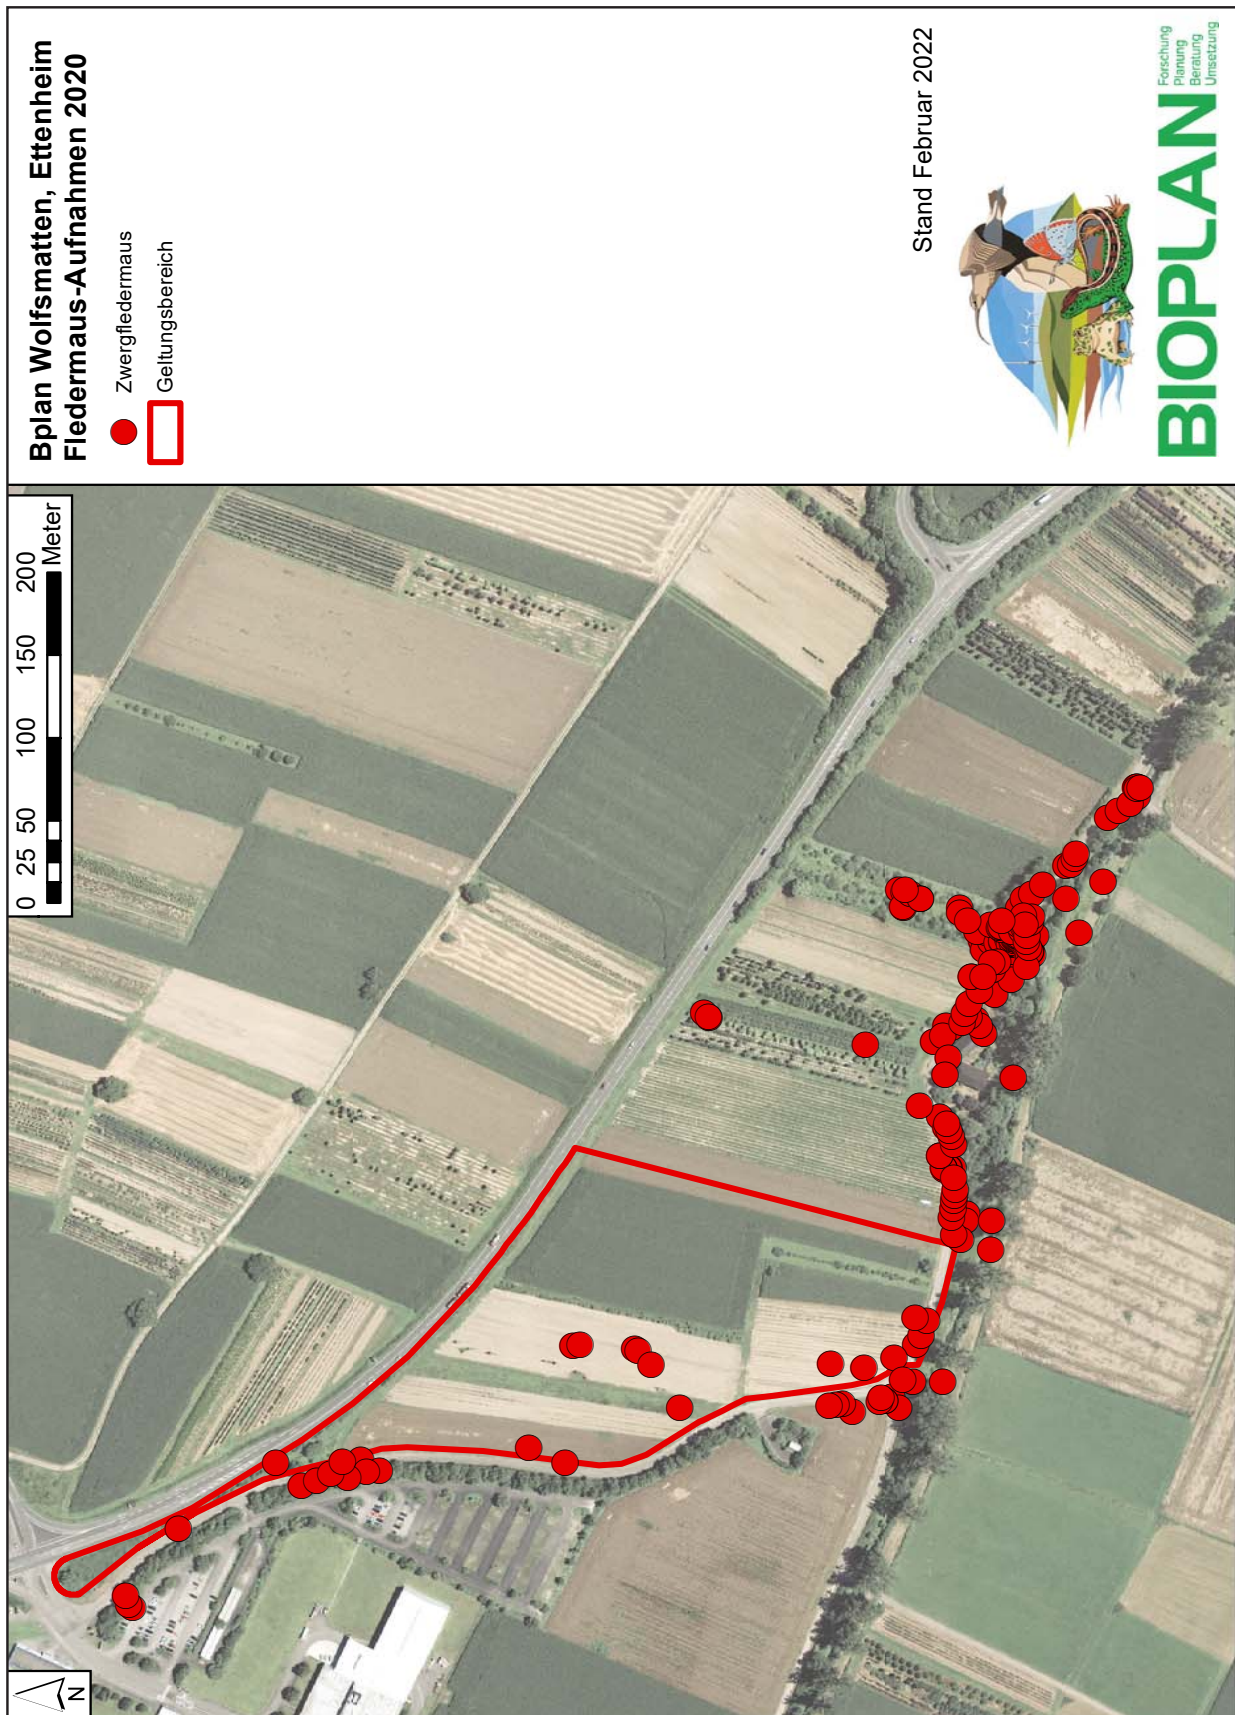 Bplan Wolfsmatten, Ettenheim
Fledermaus-Aufnahmen 2020
Zwergfledermaus
Geltungsbereich
0 25 50 100 150 200
Meter
N
Stand Februar 2022
BIOPLAN
Forschung
Planung
Beratung
Umsetzung